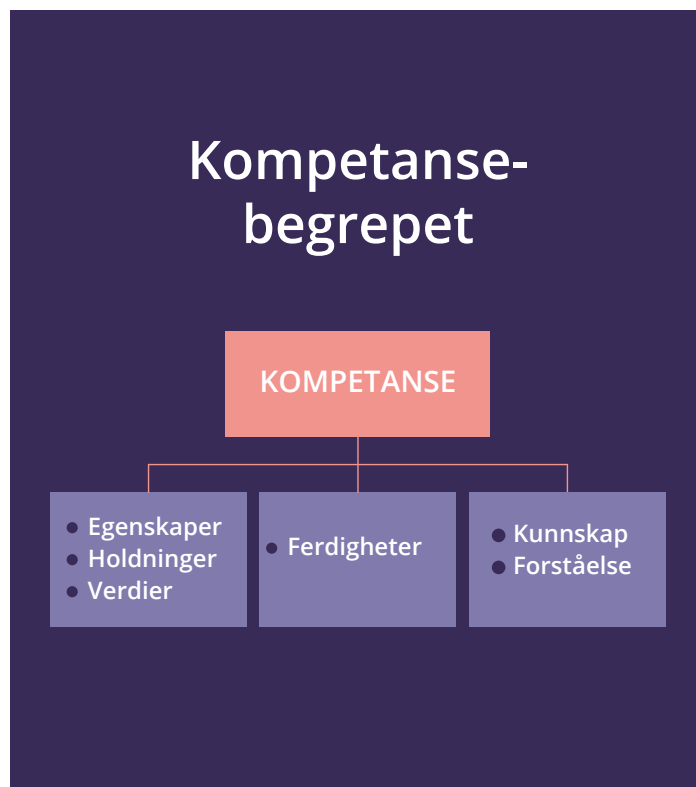 Kompetanse-
begrepet
KOMPETANSE
• Egenskaper
• Holdninger
• Verdier
• Ferdigheter
• Kunnskap
• Forståelse